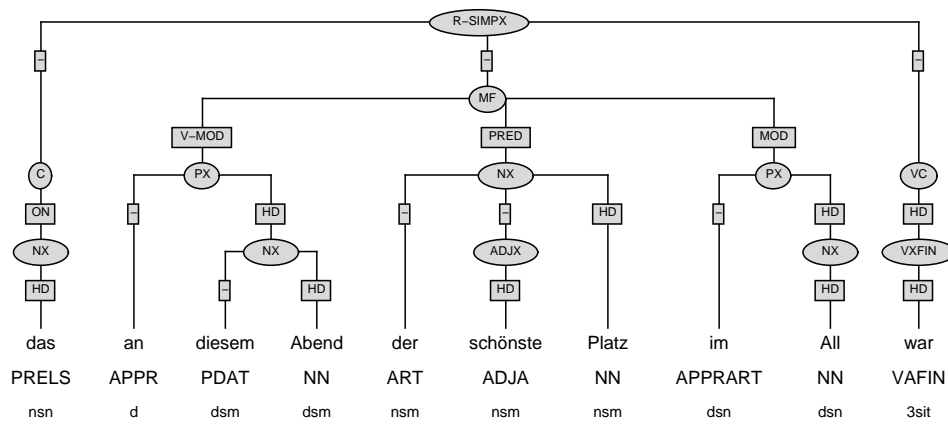 R−SIMPX
− − −
MF
V−MOD PRED MOD
C PX NX PX VC
ON − HD − − HD − HD HD
NX NX ADJX NX VXFIN
HD − HD HD HD HD
das an diesem Abend der schönste Platz im All war
PRELS APPR PDAT NN ART ADJA NN APPRART NN VAFIN
nsn d dsm dsm nsm nsm nsm dsn dsn 3sit